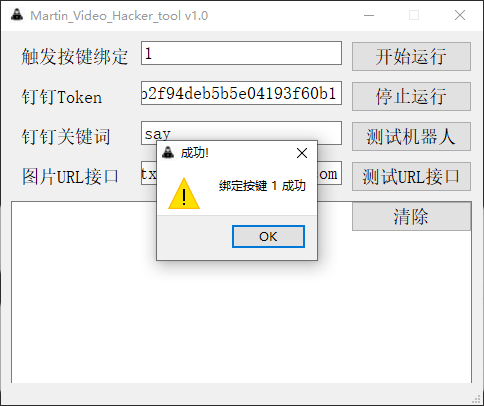 Martin_Video_Hacker_tool v1.0
触发按键绑定 1 开始运行
钉钉Token b2f94deb5b5e04193f60b1 停止运行
钉钉关键词 say 测试机器人
成功!
图片URL接口 tx om 测试URL接口
绑定按键 1 成功
清除
OK